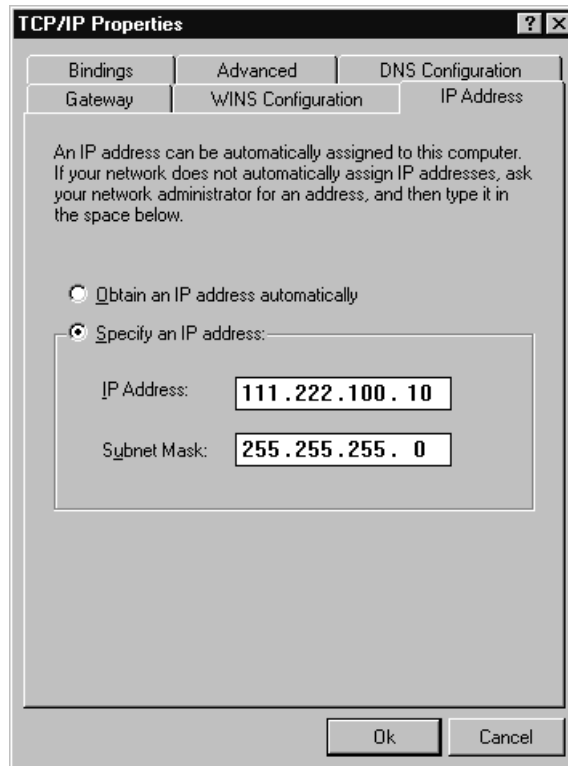 TCP/IP Properties
? X
Bindings Advanced DNS Configuration
Gateway WINS Configuration IP Address
An IP address can be automatically assigned to this computer.
If your network does not automatically assign IP addresses, ask
your network administrator for an address, and then type it in
the space below.
Obtain an IP address automatically
Specify an IP address:
IP Address: 111.222.100. 10
Subnet Mask: 255.255.255. 0
Ok Cancel